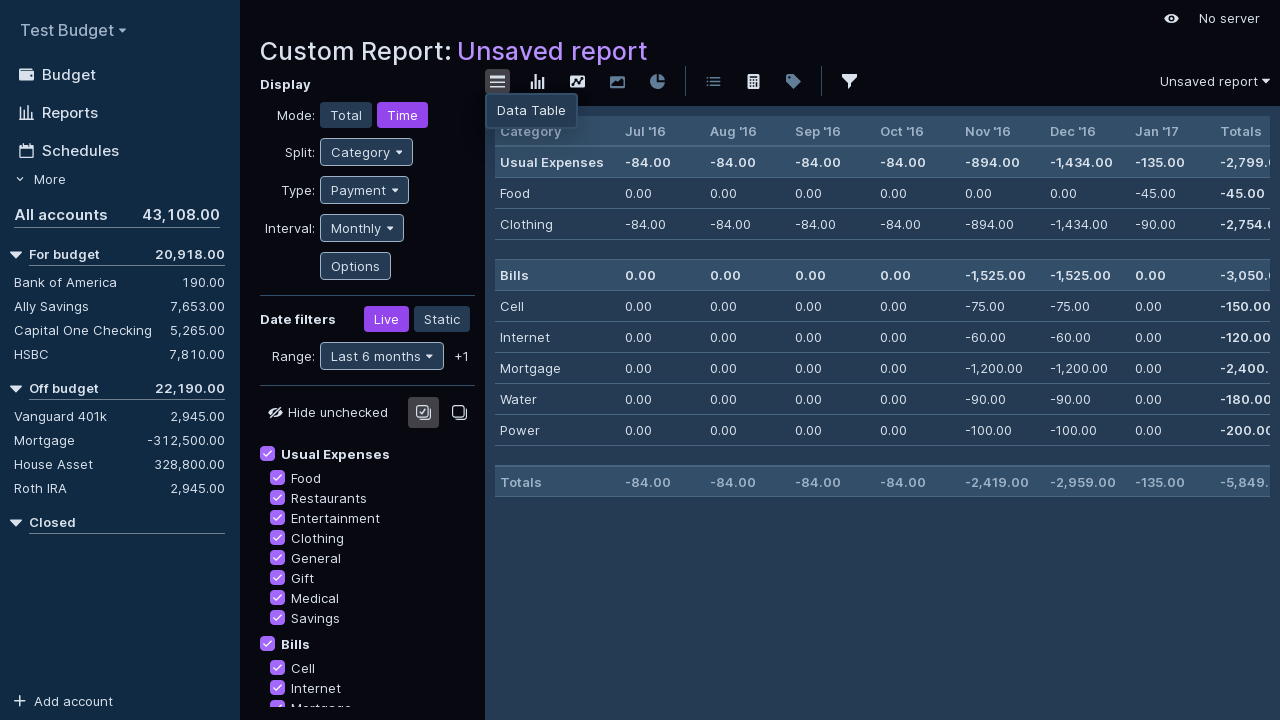 Test Budget
Budget
Reports
Schedules
More
All accounts 43,108.00
For budget 20,918.00
Bank of America 190.00
Ally Savings 7,653.00
Capital One Checking 5,265.00
HSBC 7,810.00
Off budget 22,190.00
Vanguard 401k 2,945.00
Mortgage -312,500.00
House Asset 328,800.00
Roth IRA 2,945.00
Closed
Add account
No server
Custom Report: Unsaved report
Display
Mode: Total Time
Split: Category
Type: Payment
Interval: Monthly
Options
Date filters Live Static
Range: Last 6 months +1
Hide unchecked
Usual Expenses
Food
Restaurants
Entertainment
Clothing
General
Gift
Medical
Savings
Bills
Cell
Internet
Mortgage
Unsaved report
Data Table
Category Jul '16 Aug '16 Sep '16 Oct '16 Nov '16 Dec '16 Jan '17 Totals
Usual Expenses -84.00 -84.00 -84.00 -84.00 -894.00 -1,434.00 -135.00 -2,799.0
Food 0.00 0.00 0.00 0.00 0.00 0.00 -45.00 -45.00
Clothing -84.00 -84.00 -84.00 -84.00 -894.00 -1,434.00 -90.00 -2,754.0
Bills 0.00 0.00 0.00 0.00 -1,525.00 -1,525.00 0.00 -3,050.0
Cell 0.00 0.00 0.00 0.00 -75.00 -75.00 0.00 -150.00
Internet 0.00 0.00 0.00 0.00 -60.00 -60.00 0.00 -120.00
Mortgage 0.00 0.00 0.00 0.00 -1,200.00 -1,200.00 0.00 -2,400.
Water 0.00 0.00 0.00 0.00 -90.00 -90.00 0.00 -180.00
Power 0.00 0.00 0.00 0.00 -100.00 -100.00 0.00 -200.00
Totals -84.00 -84.00 -84.00 -84.00 -2,419.00 -2,959.00 -135.00 -5,849.